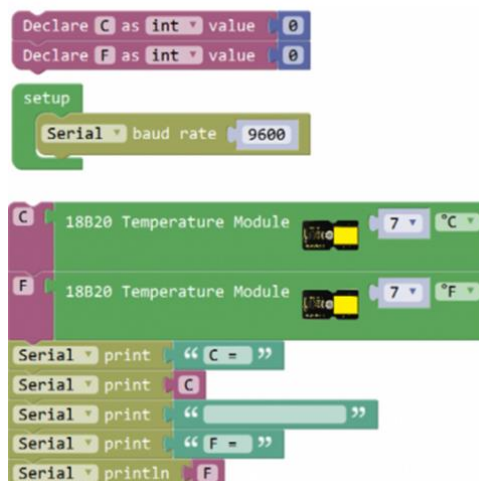 Declare C as int value 0
Declare F as int value 0
setup
Serial baud rate 9600
C 18B20 Temperature Module 7 °C
F 18B20 Temperature Module 7 °F
Serial print “ C = ”
Serial print C
Serial print “ ”
Serial print “ F = ”
Serial println F